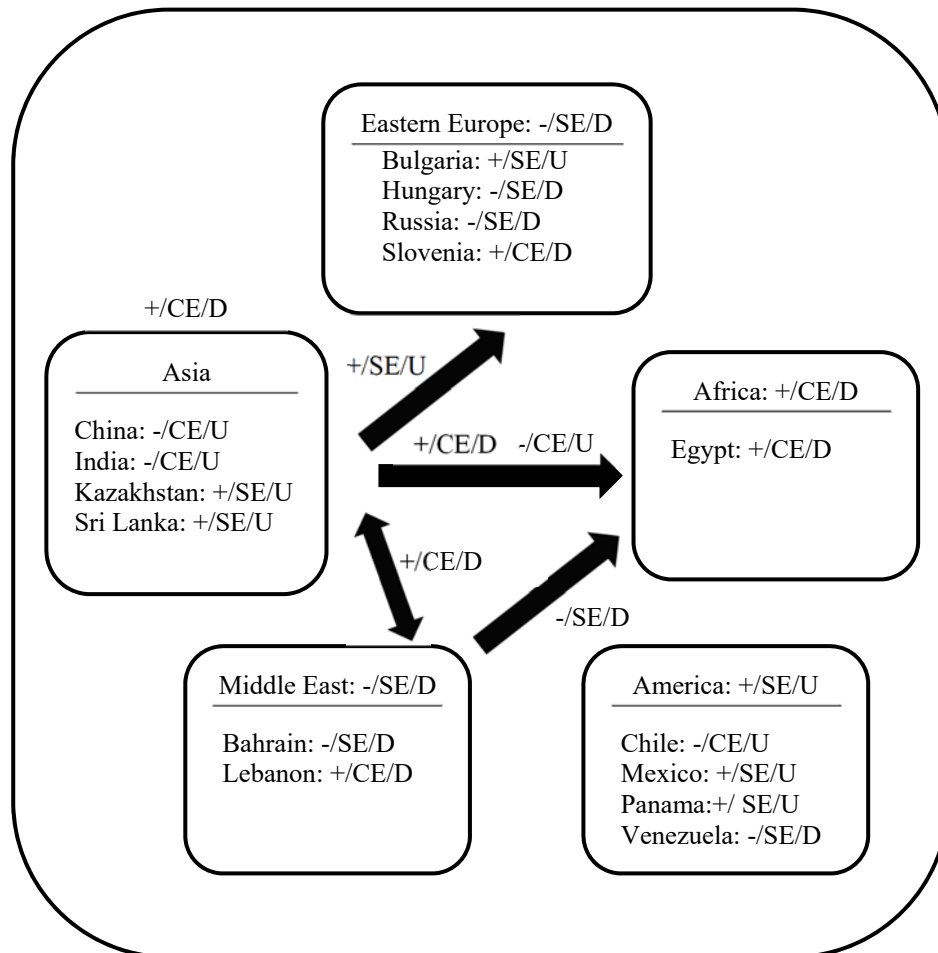 Eastern Europe: -/SE/D
Bulgaria: +/SE/U
Hungary: -/SE/D
Russia: -/SE/D
Slovenia: +/CE/D
+/CE/D
Asia
China: -/CE/U
India: -/CE/U
Kazakhstan: +/SE/U
Sri Lanka: +/SE/U
+/SE/U
+/CE/D -/CE/U
+/CE/D
-/SE/D
Africa: +/CE/D
Egypt: +/CE/D
Middle East: -/SE/D
Bahrain: -/SE/D
Lebanon: +/CE/D
America: +/SE/U
Chile: -/CE/U
Mexico: +/SE/U
Panama:+/ SE/U
Venezuela: -/SE/D